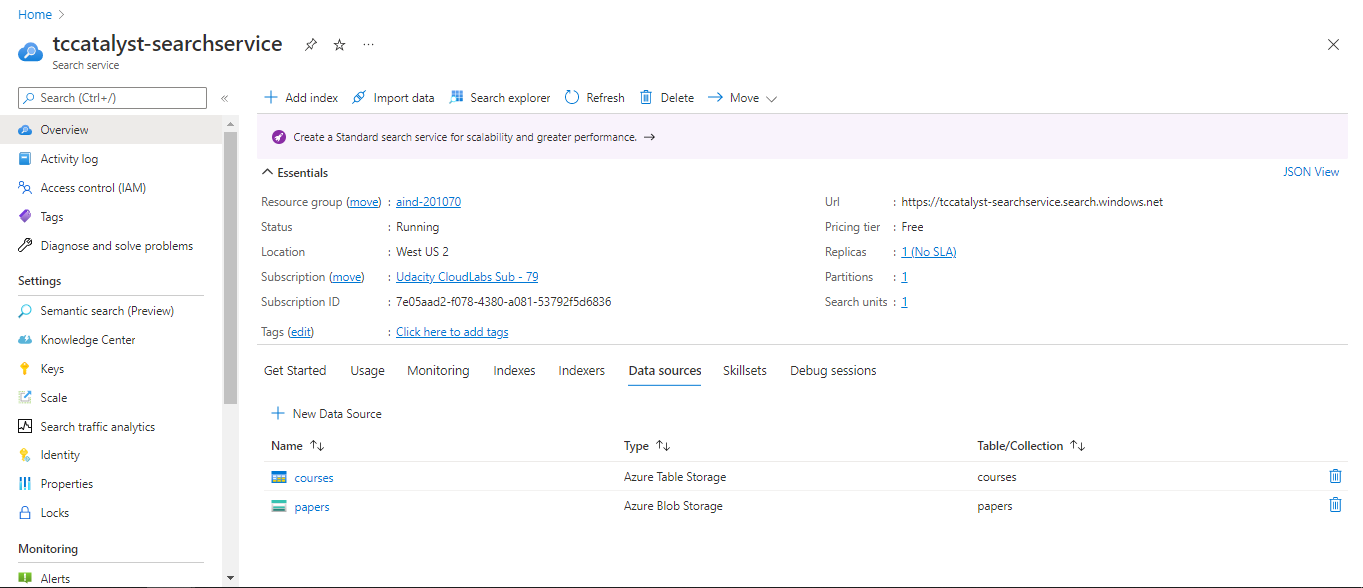 Home
tccatalyst-searchservice
Search service
Search (Ctrl+/)
Overview
Activity log
Access control (IAM)
Tags
Diagnose and solve problems
Settings
Semantic search (Preview)
Knowledge Center
Keys
Scale
Search traffic analytics
Identity
Properties
Locks
Monitoring
Alerts
Add index Import data Search explorer Refresh Delete Move
Create a Standard search service for scalability and greater performance.
Essentials JSON View
Resource group (move) : aind-201070
Status : Running
Location : West US 2
Subscription (move) : Udacity CloudLabs Sub - 79
Subscription ID : 7e05aad2-f078-4380-a081-53792f5d6836
Tags (edit) : Click here to add tags
Url : https://tccatalyst-searchservice.search.windows.net
Pricing tier : Free
Replicas : 1 (No SLA)
Partitions : 1
Search units : 1
Get Started Usage Monitoring Indexes Indexers Data sources Skillsets Debug sessions
New Data Source
Name Type Table/Collection
courses Azure Table Storage courses
papers Azure Blob Storage papers